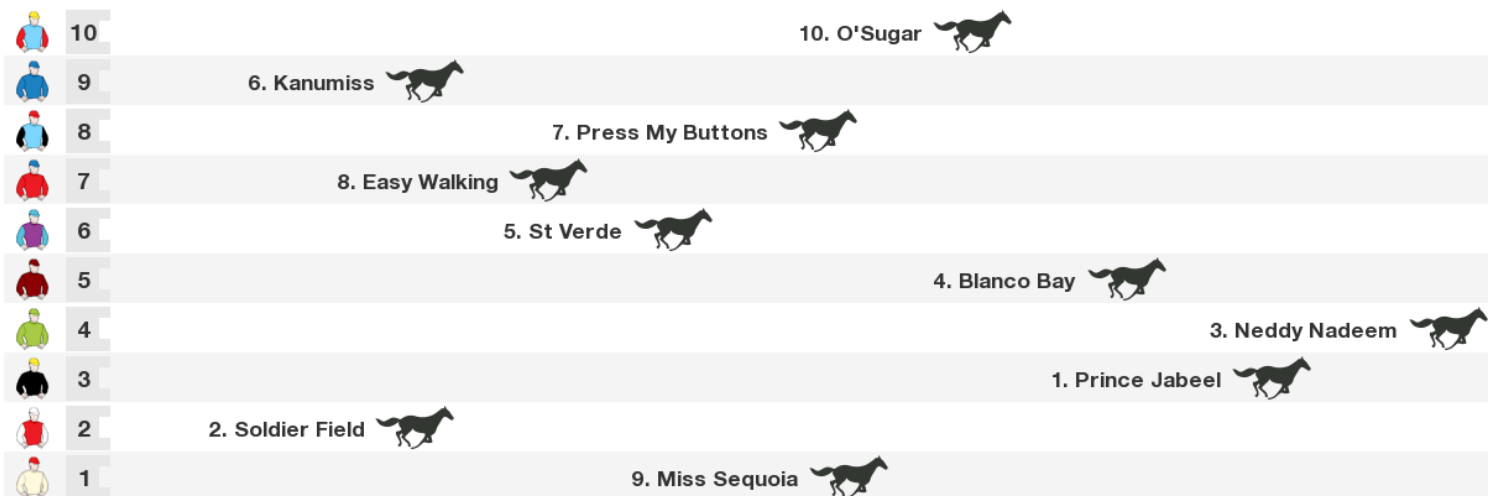 10 10. O'Sugar
9 6. Kanumiss
8 7. Press My Buttons
7 8. Easy Walking
6 5. St Verde
5 4. Blanco Bay
4 3. Neddy Nadeem
3 1. Prince Jabeel
2 2. Soldier Field
1 9. Miss Sequoia